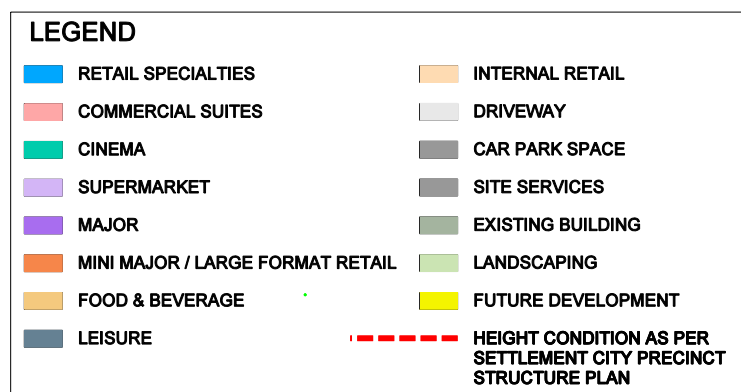 LEGEND
RETAIL SPECIALTIES
COMMERCIAL SUITES
CINEMA
SUPERMARKET
MAJOR
MINI MAJOR / LARGE FORMAT RETAIL
FOOD & BEVERAGE
LEISURE
INTERNAL RETAIL
DRIVEWAY
CAR PARK SPACE
SITE SERVICES
EXISTING BUILDING
LANDSCAPING
FUTURE DEVELOPMENT
HEIGHT CONDITION AS PER
SETTLEMENT CITY PRECINCT
STRUCTURE PLAN